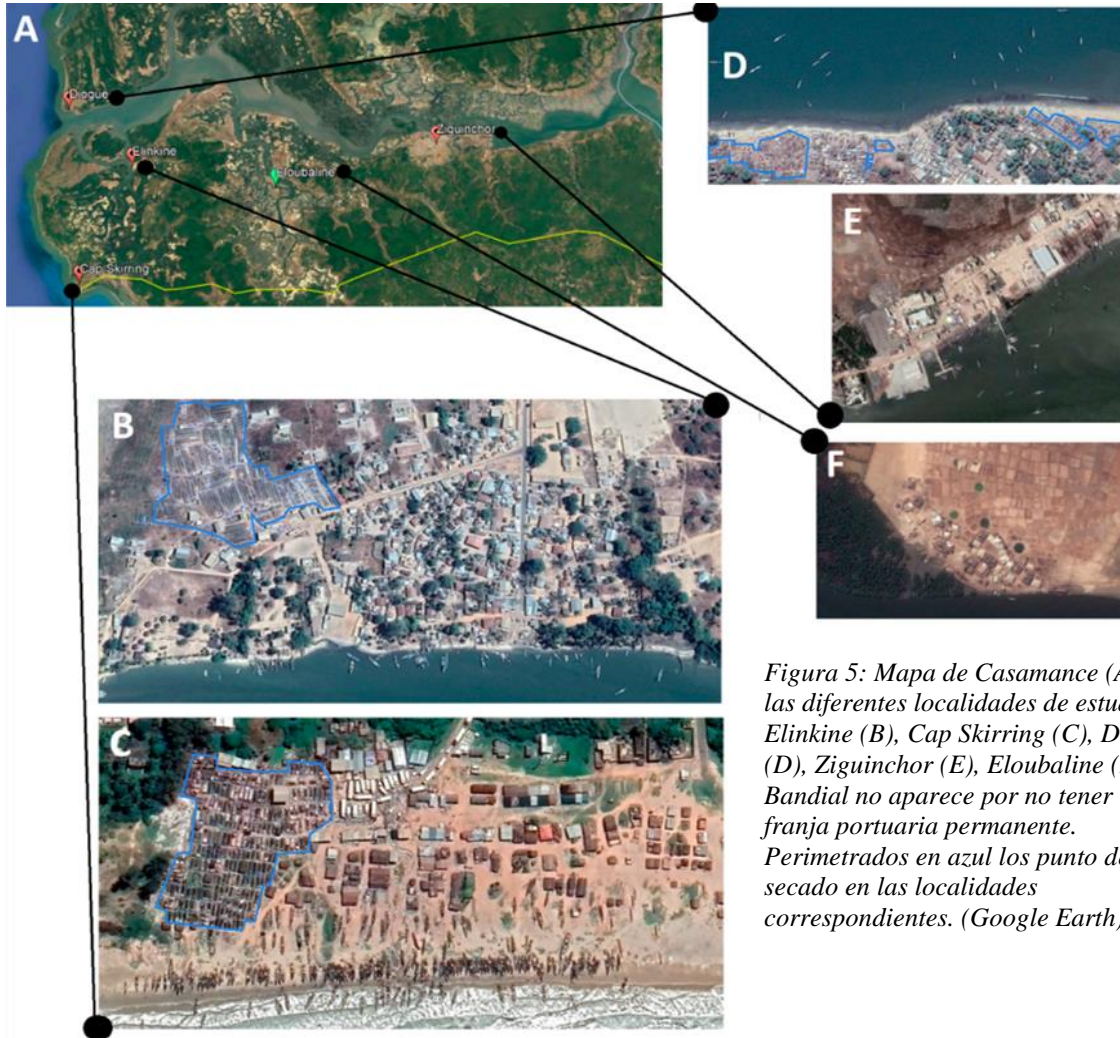 A
Diogue
Elinkine
Eloubaline
Ziguinchor
Cap Skirring
D
E
F
B
C
Figura 5: Mapa de Casamance (A
las diferentes localidades de estu
Elinkine (B), Cap Skirring (C), D
(D), Ziguinchor (E), Eloubaline (
Bandial no aparece por no tener
franja portuaria permanente.
Perimetrados en azul los punto de
secado en las localidades
correspondientes. (Google Earth)